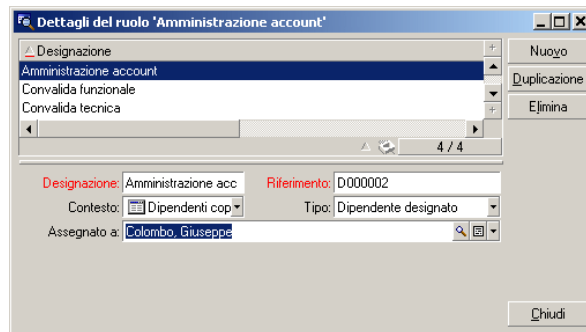 Dettagli del ruolo 'Amministrazione account'
Designazione
Nuovo
Amministrazione account
Convalida funzionale
Duplicazione
Convalida tecnica
Elimina
4 / 4
Designazione: Amministrazione acc Riferimento: D000002
Contesto: Dipendenti cop Tipo: Dipendente designato
Assegnato a: Colombo, Giuseppe
Chiudi